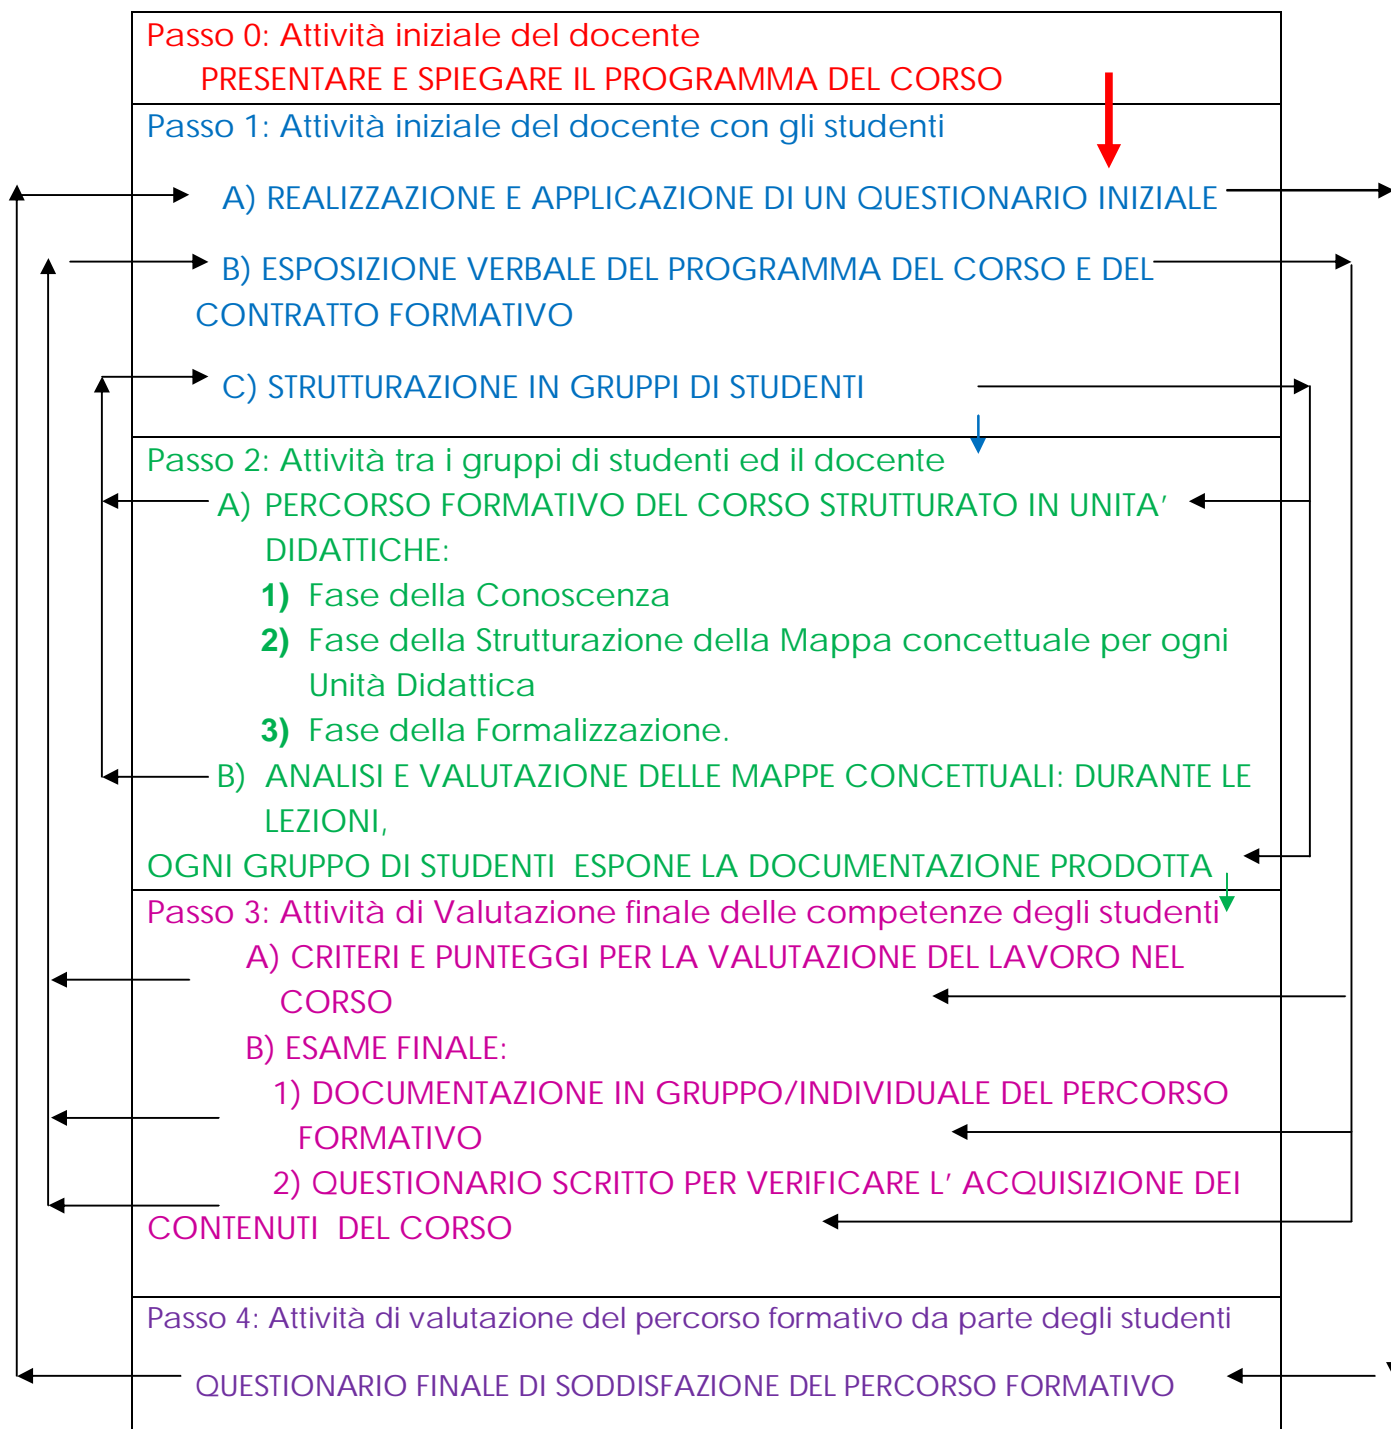 Passo 0: Attività iniziale del docente
PRESENTARE E SPIEGARE IL PROGRAMMA DEL CORSO
Passo 1: Attività iniziale del docente con gli studenti
A) REALIZZAZIONE E APPLICAZIONE DI UN QUESTIONARIO INIZIALE
B) ESPOSIZIONE VERBALE DEL PROGRAMMA DEL CORSO E DEL
CONTRATTO FORMATIVO
C) STRUTTURAZIONE IN GRUPPI DI STUDENTI
Passo 2: Attività tra i gruppi di studenti ed il docente
A) PERCORSO FORMATIVO DEL CORSO STRUTTURATO IN UNITA'
DIDATTICHE:
1) Fase della Conoscenza
2) Fase della Strutturazione della Mappa concettuale per ogni
Unità Didattica
3) Fase della Formalizzazione.
B) ANALISI E VALUTAZIONE DELLE MAPPE CONCETTUALI: DURANTE LE
LEZIONI,
OGNI GRUPPO DI STUDENTI ESPONE LA DOCUMENTAZIONE PRODOTTA
Passo 3: Attività di Valutazione finale delle competenze degli studenti
A) CRITERI E PUNTEGGI PER LA VALUTAZIONE DEL LAVORO NEL
CORSO
B) ESAME FINALE:
1) DOCUMENTAZIONE IN GRUPPO/INDIVIDUALE DEL PERCORSO
FORMATIVO
2) QUESTIONARIO SCRITTO PER VERIFICARE L' ACQUISIZIONE DEI
CONTENUTI DEL CORSO
Passo 4: Attività di valutazione del percorso formativo da parte degli studenti
QUESTIONARIO FINALE DI SODDISFAZIONE DEL PERCORSO FORMATIVO